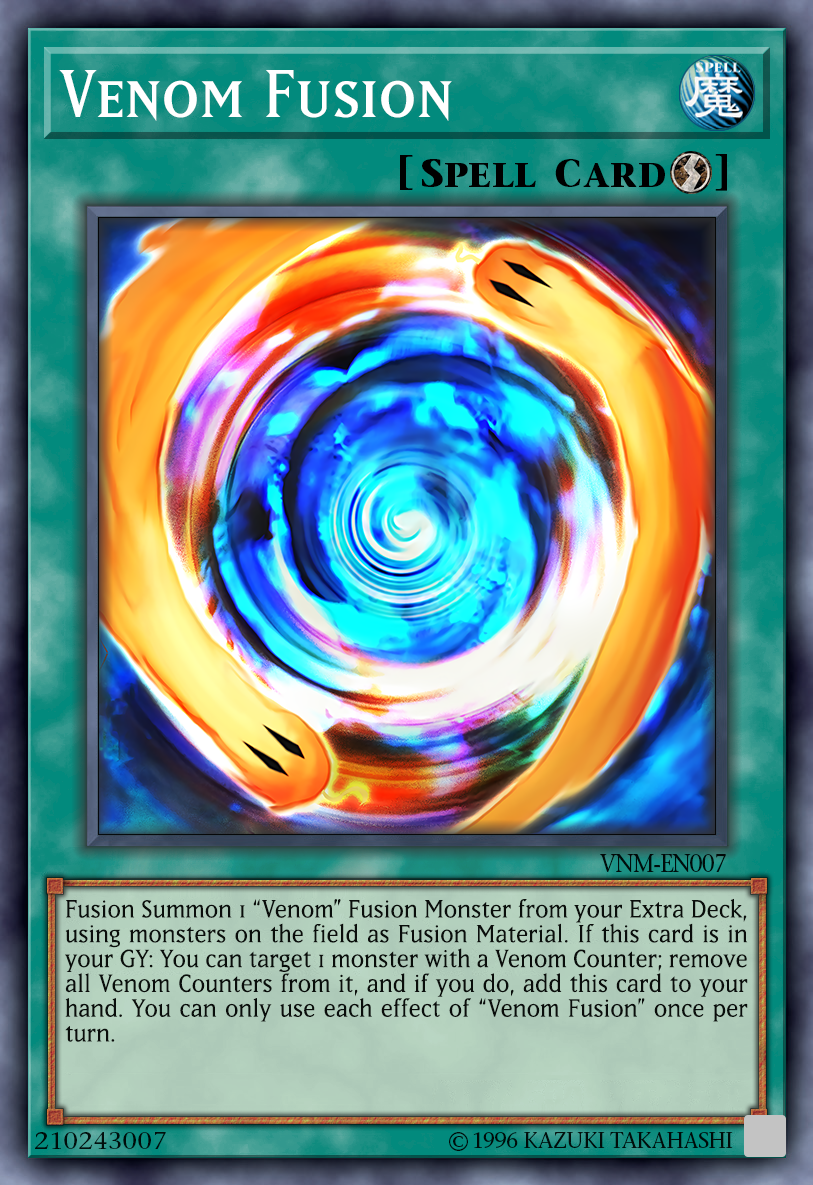 VENOM FUSION
SPELL
魔
[SPELL CARD]
VNM-EN007
Fusion Summon 1 “Venom” Fusion Monster from your Extra Deck,
using monsters on the field as Fusion Material. If this card is in
your GY: You can target 1 monster with a Venom Counter; remove
all Venom Counters from it, and if you do, add this card to your
hand. You can only use each effect of “Venom Fusion” once per
turn.
210243007
© 1996 KAZUKI TAKAHASHI